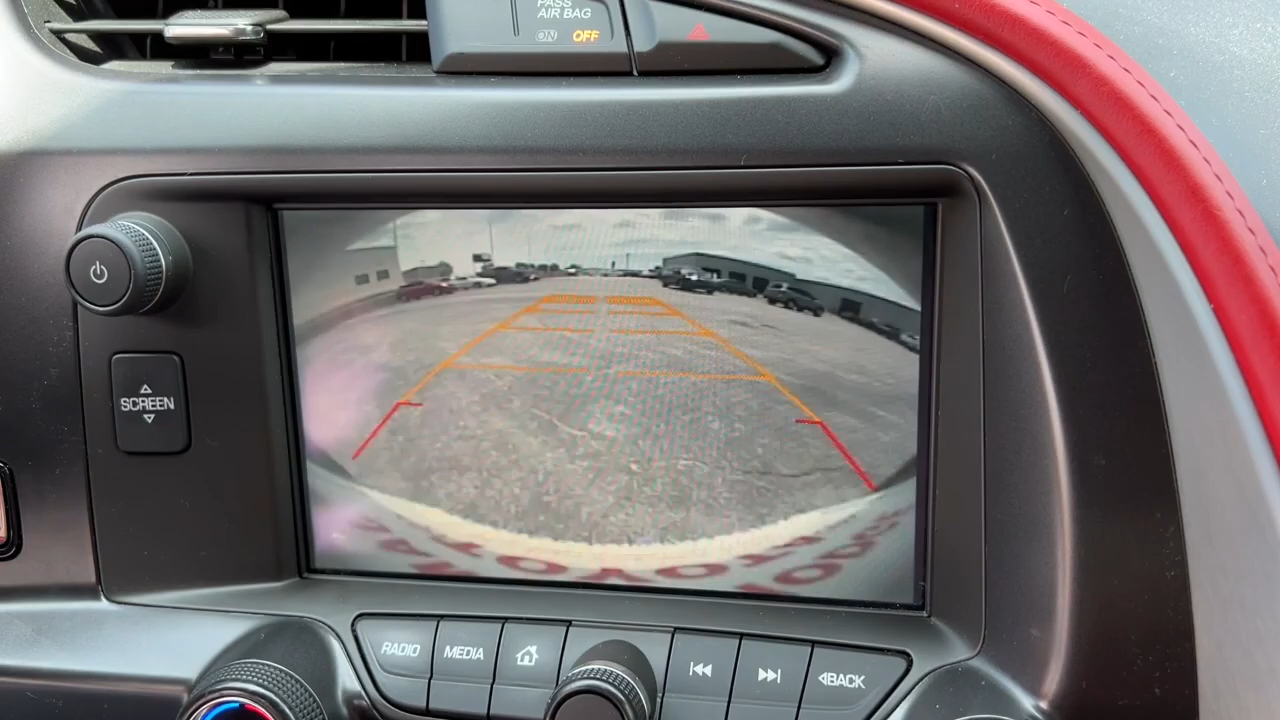 PASS
AIR BAG
ON OFF
SCREEN
RADIO
MEDIA
BACK